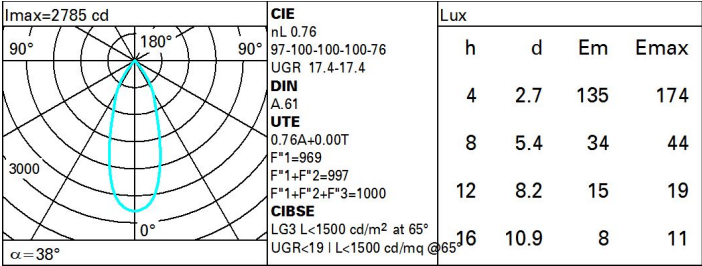 Imax=2785 cd
90°
180°
90°
3000
0°
α=38°
CIE
nL 0.76
97-100-100-100-76
UGR 17.4-17.4
DIN
A.61
UTE
0.76A+0.00T
F"1=969
F"1+F"2=997
F"1+F"2+F"3=1000
CIBSE
LG3 L<1500 cd/m² at 65°
UGR<19 | L<1500 cd/mq @65°
Lux
h d Em Emax
4 2.7 135 174
8 5.4 34 44
12 8.2 15 19
16 10.9 8 11